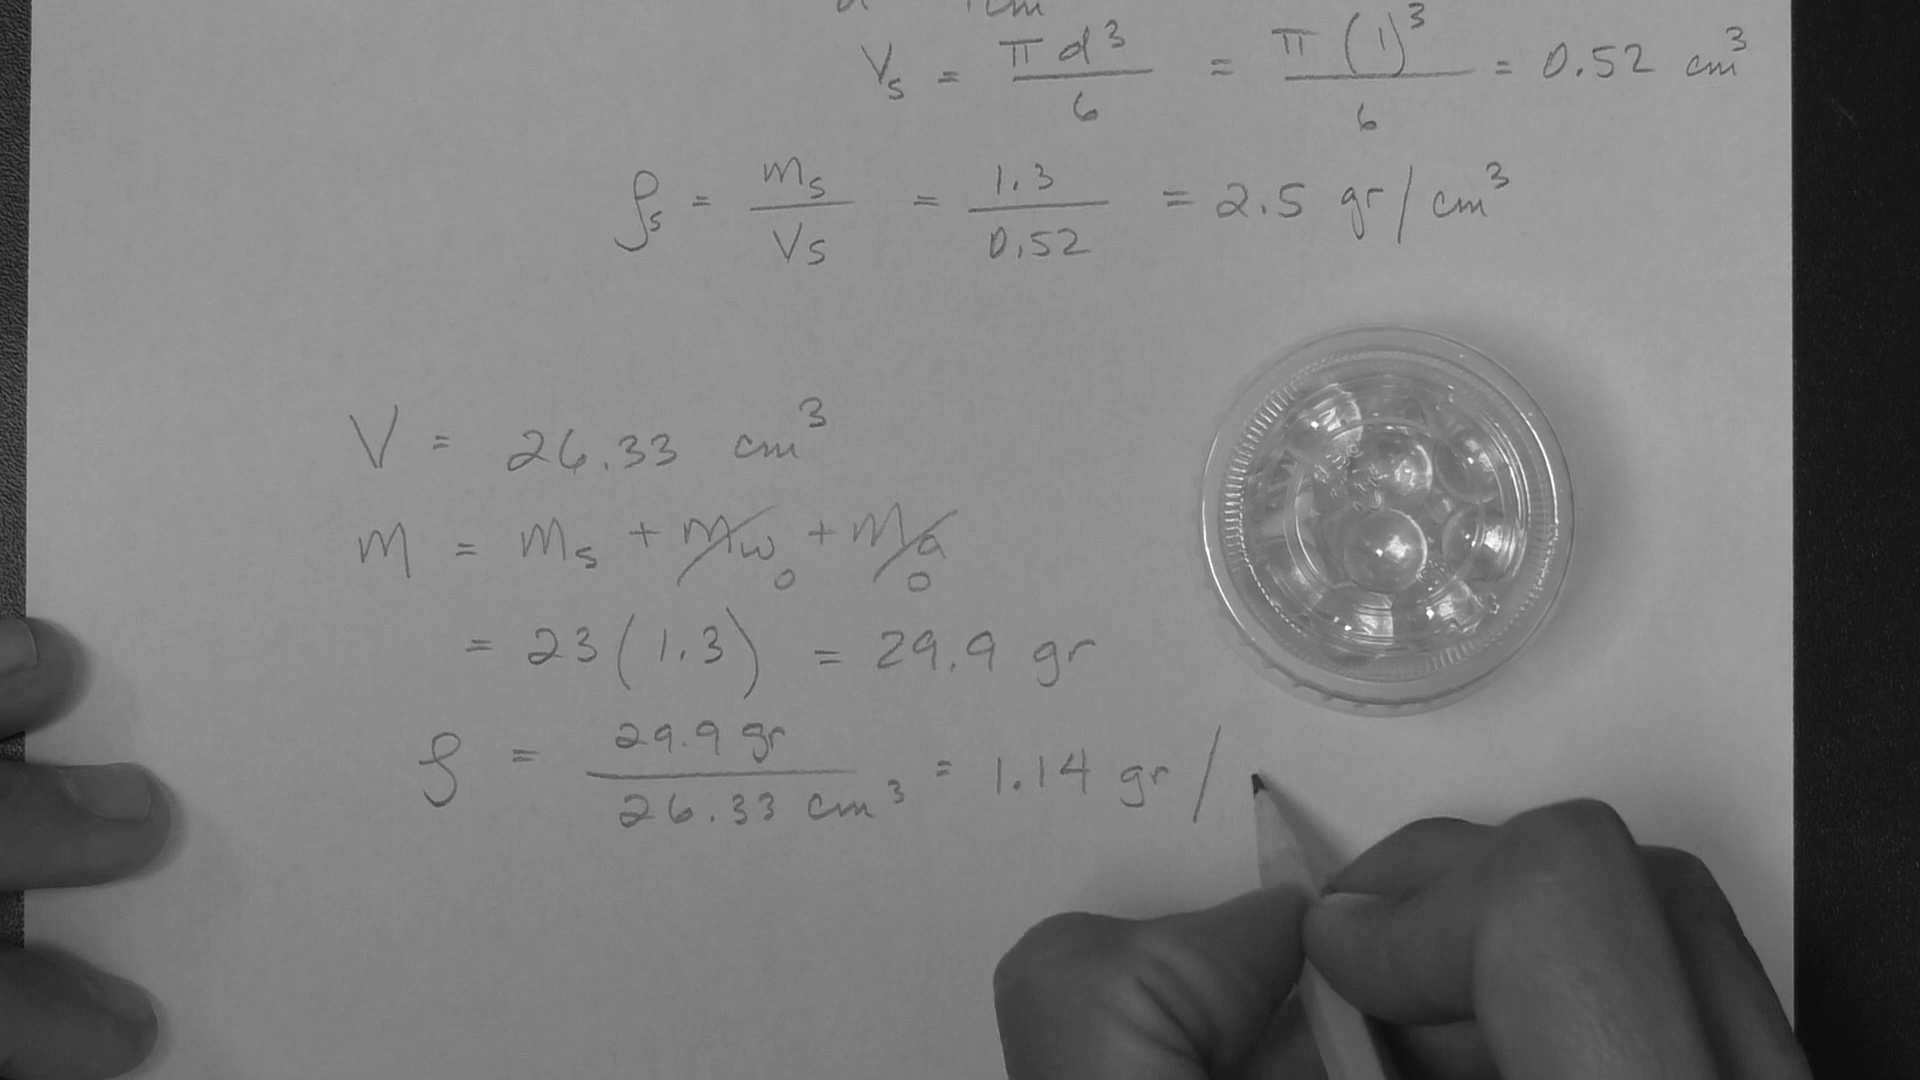 d = 1 cm
Vs = πd³/6 = π(1)³/6 = 0.52 cm³
ρs = ms/Vs = 1.3/0.52 = 2.5 gr/cm³
V = 26.33 cm³
m = ms + mw 0 + ma 0
= 23(1.3) = 29.9 gr
ρ = 29.9 gr/26.33 cm³ = 1.14 gr/